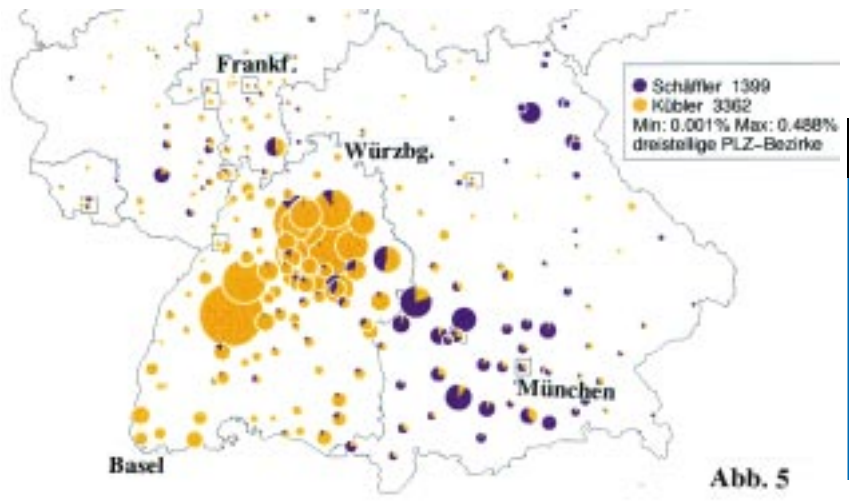 Frankf.
Schäffler 1399
Kübler 3362
Min: 0.001% Max: 0.488%
dreistellige PLZ-Bezirke
Würzbg.
München
Basel
Abb. 5